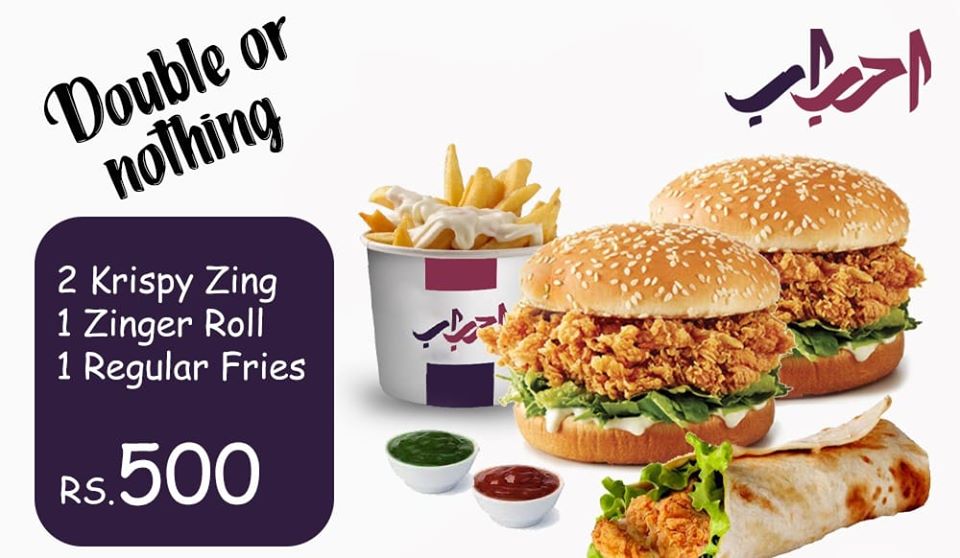 Double or
nothing
احباب
2 Krispy Zing
1 Zinger Roll
1 Regular Fries
RS.500
احباب